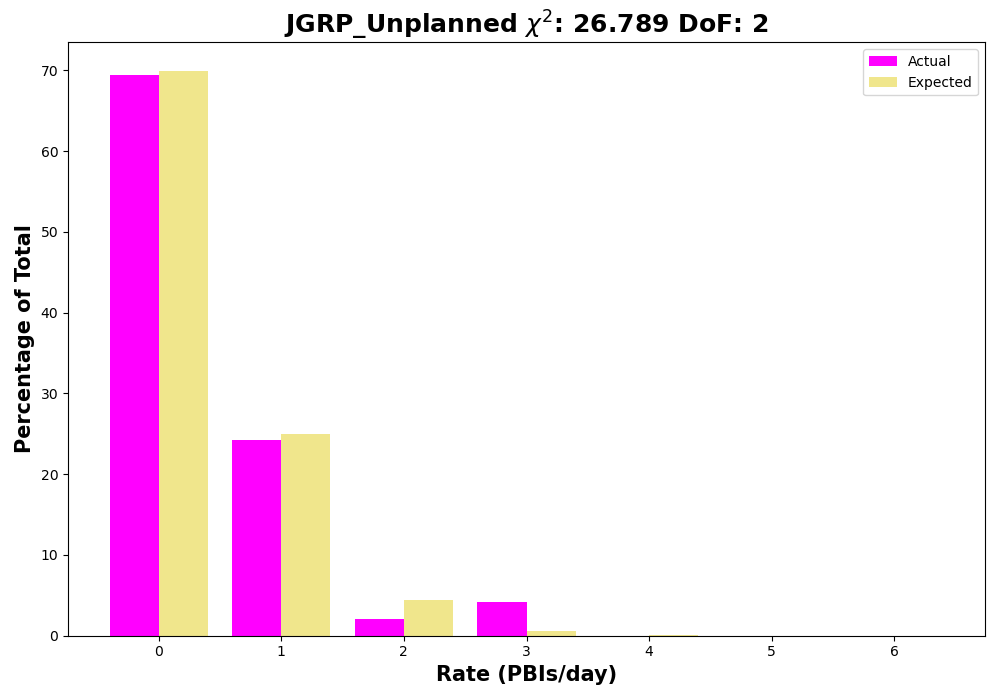 JGRP_Unplanned χ²: 26.789 DoF: 2
Actual
Expected
Percentage of Total
70
60
50
40
30
20
10
0
0 1 2 3 4 5 6
Rate (PBIs/day)